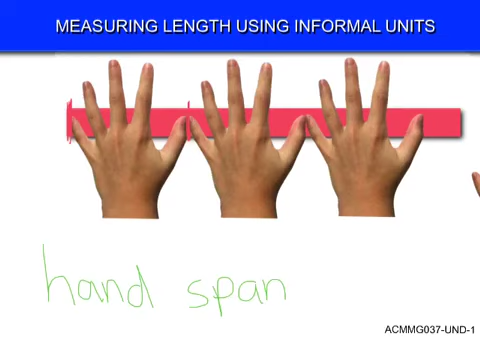 MEASURING LENGTH USING INFORMAL UNITS
hand span
ACMMG037-UND-1